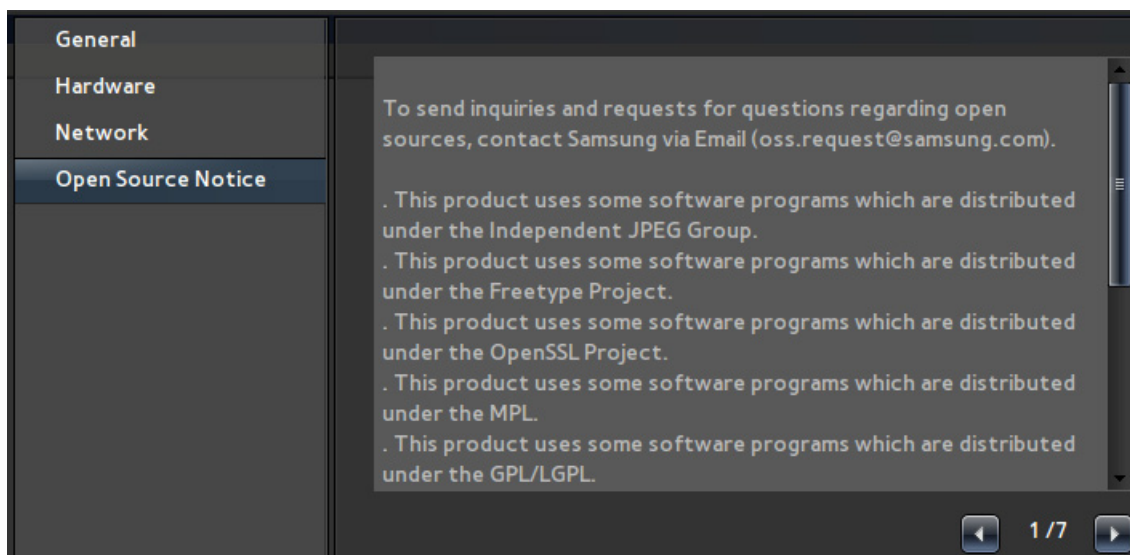 General
Hardware
Network
Open Source Notice
To send inquiries and requests for questions regarding open
sources, contact Samsung via Email (oss.request@samsung.com).
. This product uses some software programs which are distributed
under the Independent JPEG Group.
. This product uses some software programs which are distributed
under the Freetype Project.
. This product uses some software programs which are distributed
under the OpenSSL Project.
. This product uses some software programs which are distributed
under the MPL.
. This product uses some software programs which are distributed
under the GPL/LGPL.
1 /7